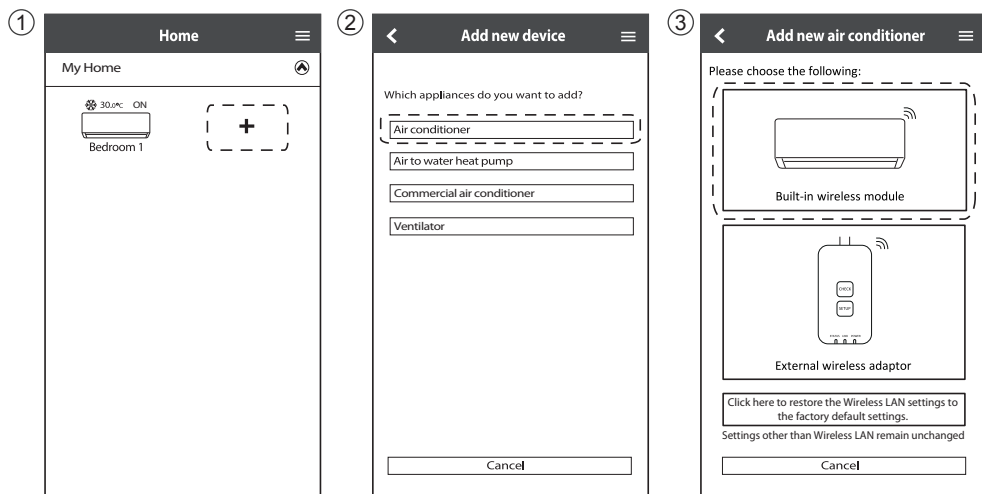 ①
Home
My Home
30.0°C ON
+
Bedroom 1
②
Add new device
Which appliances do you want to add?
Air conditioner
Air to water heat pump
Commercial air conditioner
Ventilator
Cancel
③
Add new air conditioner
Please choose the following:
Built-in wireless module
CHECK
SETUP
STATUS LINK POWER
External wireless adaptor
Click here to restore the Wireless LAN settings to
the factory default settings.
Settings other than Wireless LAN remain unchanged
Cancel